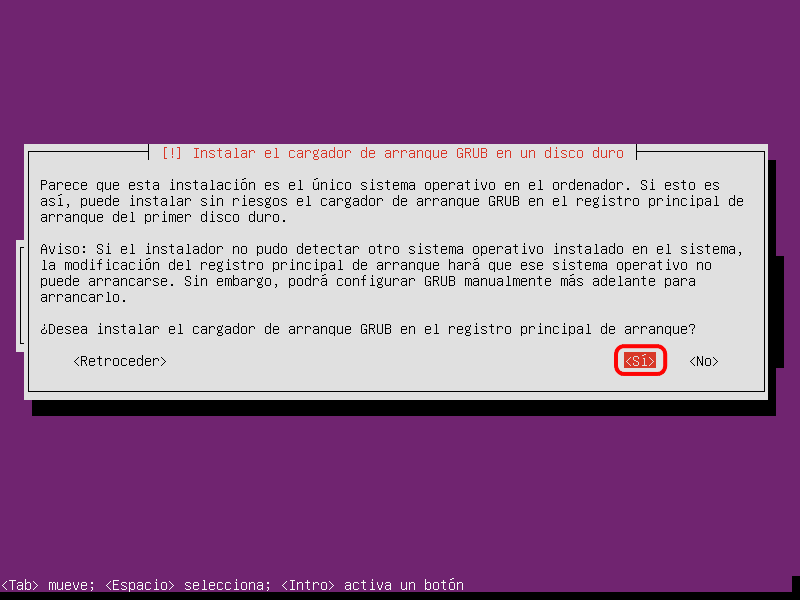 [!] Instalar el cargador de arranque GRUB en un disco duro
Parece que esta instalación es el único sistema operativo en el ordenador. Si esto es
así, puede instalar sin riesgos el cargador de arranque GRUB en el registro principal de
arranque del primer disco duro.
Aviso: Si el instalador no pudo detectar otro sistema operativo instalado en el sistema,
la modificación del registro principal de arranque hará que ese sistema operativo no
puede arrancarse. Sin embargo, podrá configurar GRUB manualmente más adelante para
arrancarlo.
¿Desea instalar el cargador de arranque GRUB en el registro principal de arranque?
<Retroceder> <Sí> <No>
<Tab> mueve; <Espacio> selecciona; <Intro> activa un botón